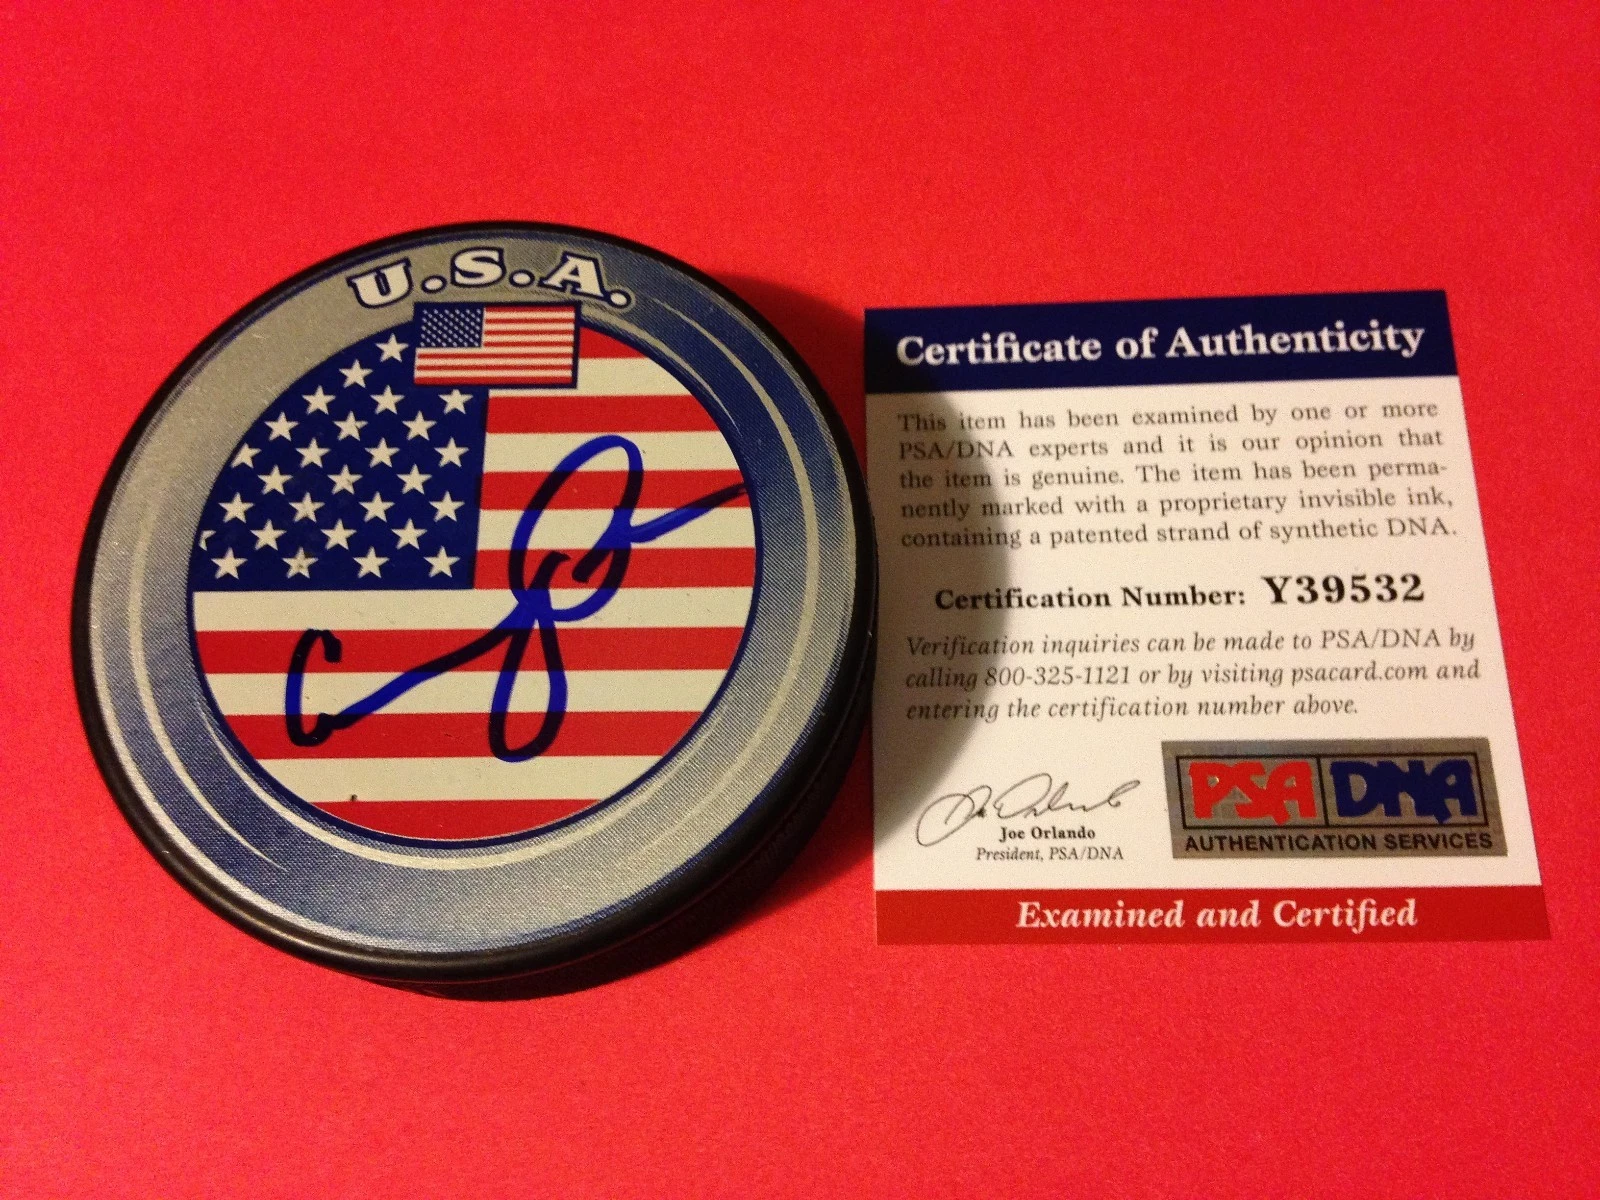 U.S.A.
Certificate of Authenticity
This item has been examined by one or more
PSA/DNA experts and it is our opinion that
the item is genuine. The item has been perma-
nently marked with a proprietary invisible ink,
containing a patented strand of synthetic DNA.
Certification Number: Y39532
Verification inquiries can be made to PSA/DNA by
calling 800-325-1121 or by visiting psacard.com and
entering the certification number above.
Joe Orlando
President, PSA/DNA
PSA DNA
AUTHENTICATION SERVICES
Examined and Certified